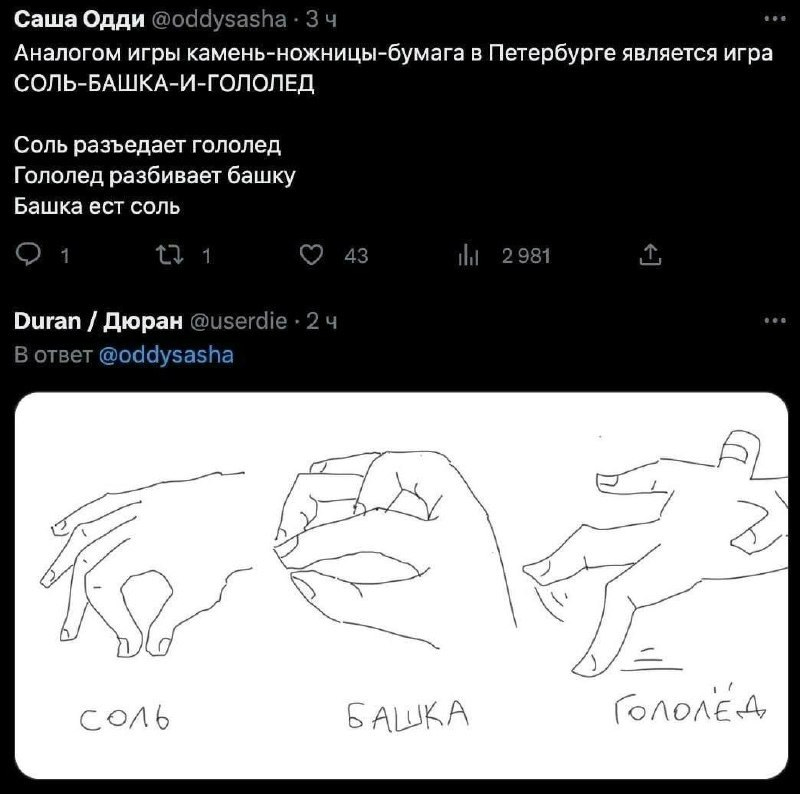 Саша Одди @oddysasha · 3 ч
Аналогом игры камень-ножницы-бумага в Петербурге является игра
СОЛЬ-БАШКА-И-ГОЛОЛЕД
Соль разъедает гололед
Гололед разбивает башку
Башка ест соль
1 1 43 2 981
Duran / Дюран @userdie · 2 ч
В ответ @oddysasha
СОЛЬ БАШКА ГОЛОЛЁД